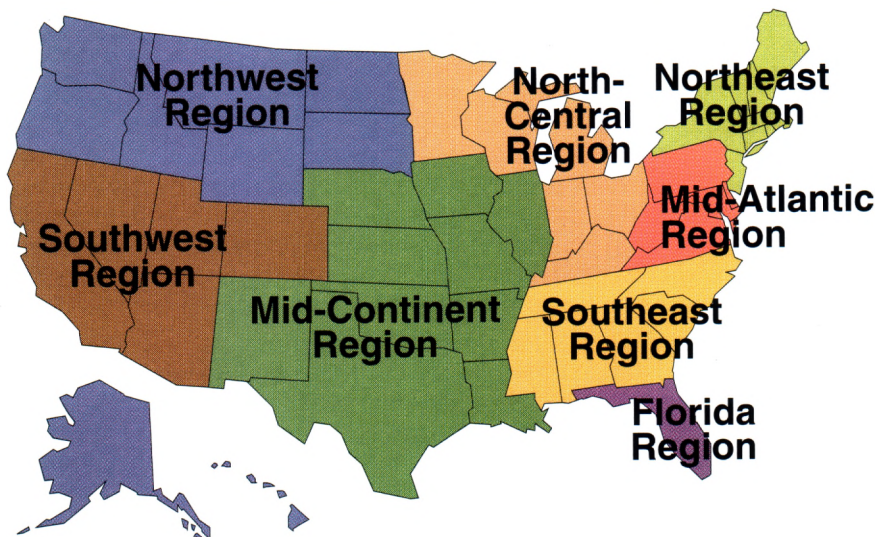 Northwest
Region
North-
Central
Region
Northeast
Region
Mid-Atlantic
Region
Southwest
Region
Mid-Continent
Region
Southeast
Region
Florida
Region